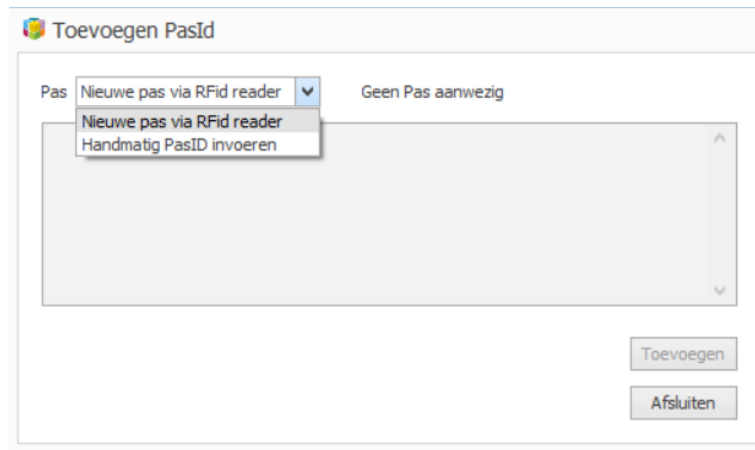 Toevoegen PasId
Pas Nieuwe pas via RFid reader Geen Pas aanwezig
Nieuwe pas via RFid reader
Handmatig PasID invoeren
Toevoegen
Afsluiten